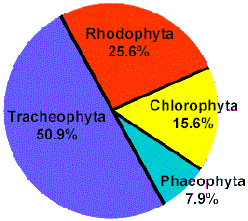 Rhodophyta
25.6%
Tracheophyta
50.9%
Chlorophyta
15.6%
Phaeophyta
7.9%